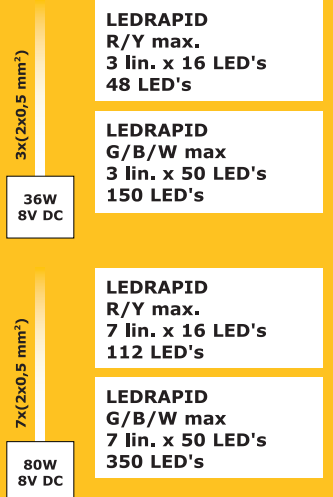 3x(2x0,5 mm²)
36W
8V DC
LEDRAPID
R/Y max.
3 lin. x 16 LED's
48 LED's
LEDRAPID
G/B/W max
3 lin. x 50 LED's
150 LED's
7x(2x0,5 mm²)
80W
8V DC
LEDRAPID
R/Y max.
7 lin. x 16 LED's
112 LED's
LEDRAPID
G/B/W max
7 lin. x 50 LED's
350 LED's